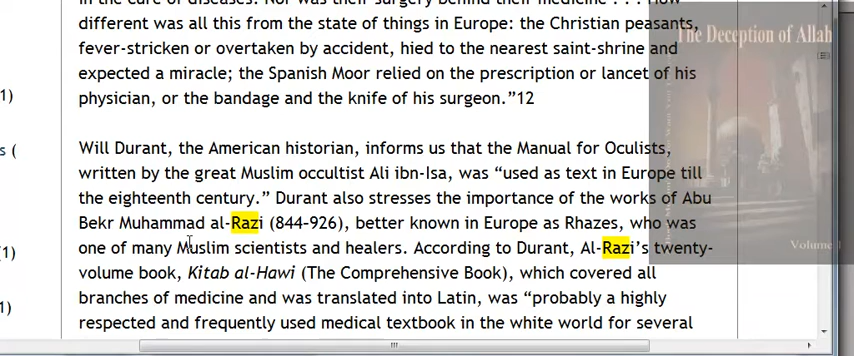 in the cure of diseases. Nor was their surgery behind their medicine . . . How
different was all this from the state of things in Europe: the Christian peasants,
fever-stricken or overtaken by accident, hied to the nearest saint-shrine and
expected a miracle; the Spanish Moor relied on the prescription or lancet of his
physician, or the bandage and the knife of his surgeon.”12
Will Durant, the American historian, informs us that the Manual for Oculists,
written by the great Muslim occultist Ali ibn-Isa, was “used as text in Europe till
the eighteenth century.” Durant also stresses the importance of the works of Abu
Bekr Muhammad al-Razi (844–926), better known in Europe as Rhazes, who was
one of many Muslim scientists and healers. According to Durant, Al-Razi’s twenty-
volume book, Kitab al-Hawi (The Comprehensive Book), which covered all
branches of medicine and was translated into Latin, was “probably a highly
respected and frequently used medical textbook in the white world for several
1)
s (
(1)
1)
The Deception of Allah
Volume I